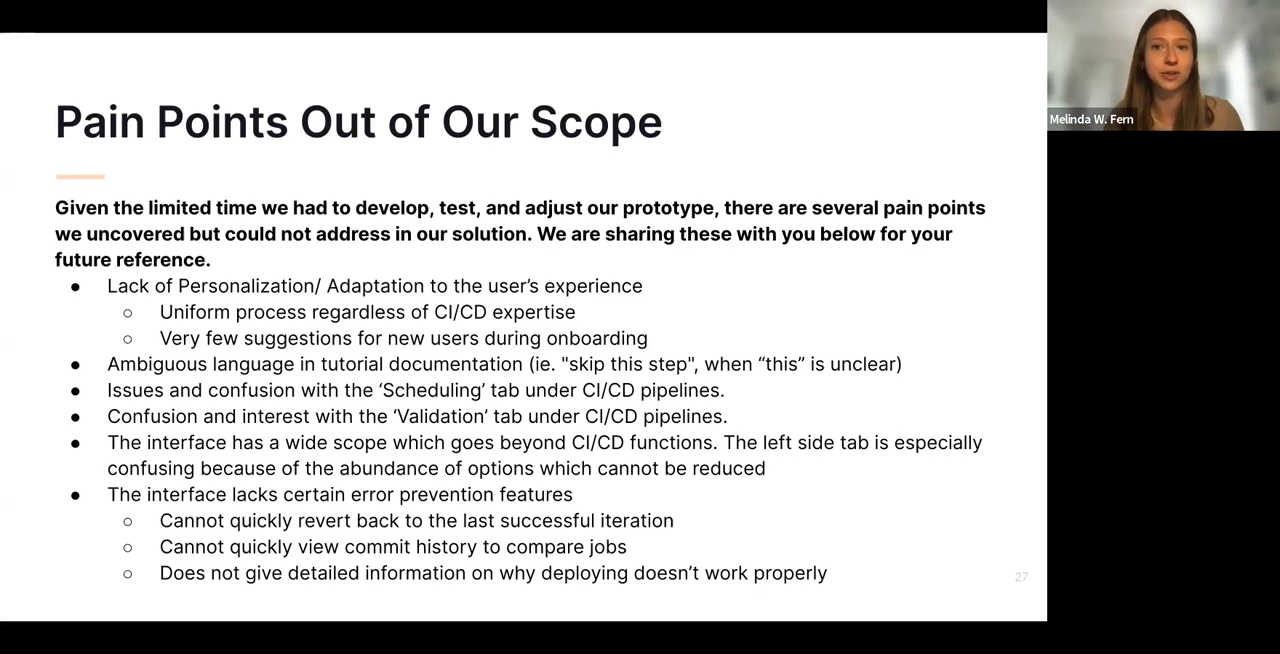 Pain Points Out of Our Scope
Given the limited time we had to develop, test, and adjust our prototype, there are several pain points
we uncovered but could not address in our solution. We are sharing these with you below for your
future reference.
● Lack of Personalization/ Adaptation to the user’s experience
○ Uniform process regardless of CI/CD expertise
○ Very few suggestions for new users during onboarding
● Ambiguous language in tutorial documentation (ie. "skip this step", when “this” is unclear)
● Issues and confusion with the ‘Scheduling’ tab under CI/CD pipelines.
● Confusion and interest with the ‘Validation’ tab under CI/CD pipelines.
● The interface has a wide scope which goes beyond CI/CD functions. The left side tab is especially
confusing because of the abundance of options which cannot be reduced
● The interface lacks certain error prevention features
○ Cannot quickly revert back to the last successful iteration
○ Cannot quickly view commit history to compare jobs
○ Does not give detailed information on why deploying doesn’t work properly
27
Melinda W. Fern